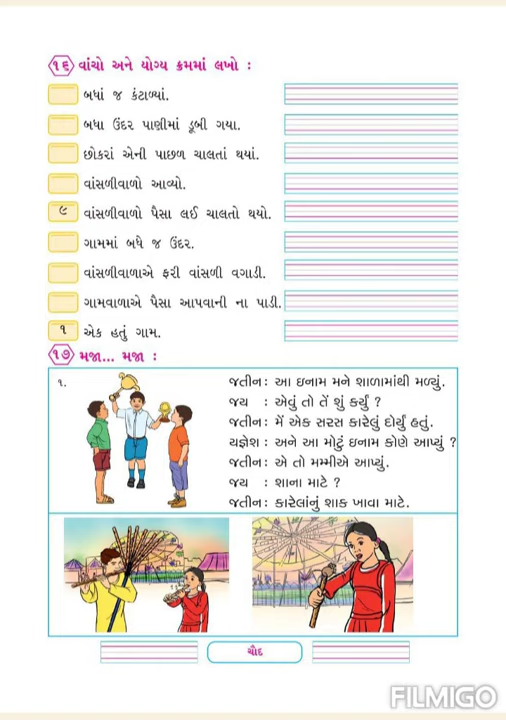 ૧૬ વાંચો અને યોગ્ય ક્રમમાં લખો :
બધાં જ કંટાળ્યાં.
બધા ઉંદર પાણીમાં ડૂબી ગયા.
છોકરાં એની પાછળ ચાલતાં થયાં.
વાંસળીવાળો આવ્યો.
૯ વાંસળીવાળો પૈસા લઈ ચાલતો થયો.
ગામમાં બધે જ ઉંદર.
વાંસળીવાળાએ ફરી વાંસળી વગાડી.
ગામવાળાએ પૈસા આપવાની ના પાડી.
૧ એક હતું ગામ.
૧૭ મજા... મજા :
૧.
જતીન : આ ઇનામ મને શાળામાંથી મળ્યું.
જય : એવું તો તેં શું કર્યું ?
જતીન : મેં એક સરસ કારેલું દોર્યું હતું.
યજ્ઞેશ : અને આ મોટું ઇનામ કોણે આપ્યું ?
જતીન : એ તો મમ્મીએ આપ્યું.
જય : શાના માટે ?
જતીન : કારેલાંનું શાક ખાવા માટે.
ચૌદ
FILMIGO